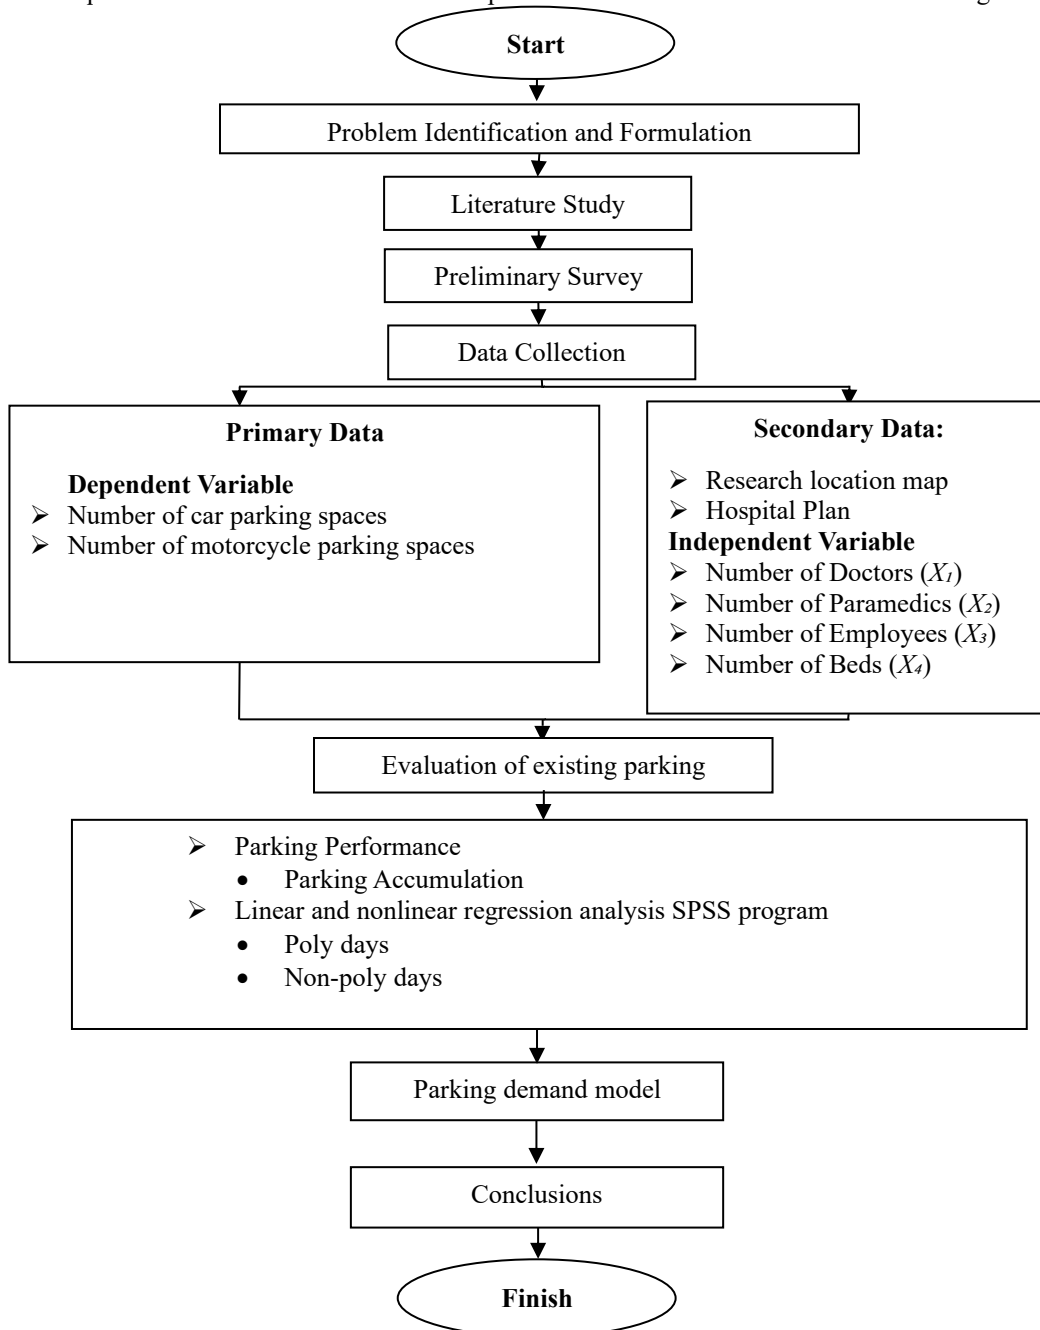 Start
Problem Identification and Formulation
Literature Study
Preliminary Survey
Data Collection
Primary Data
Dependent Variable
➢ Number of car parking spaces
➢ Number of motorcycle parking spaces
Secondary Data:
➢ Research location map
➢ Hospital Plan
Independent Variable
➢ Number of Doctors (X₁)
➢ Number of Paramedics (X₂)
➢ Number of Employees (X₃)
➢ Number of Beds (X₄)
Evaluation of existing parking
➢ Parking Performance
• Parking Accumulation
➢ Linear and nonlinear regression analysis SPSS program
• Poly days
• Non-poly days
Parking demand model
Conclusions
Finish